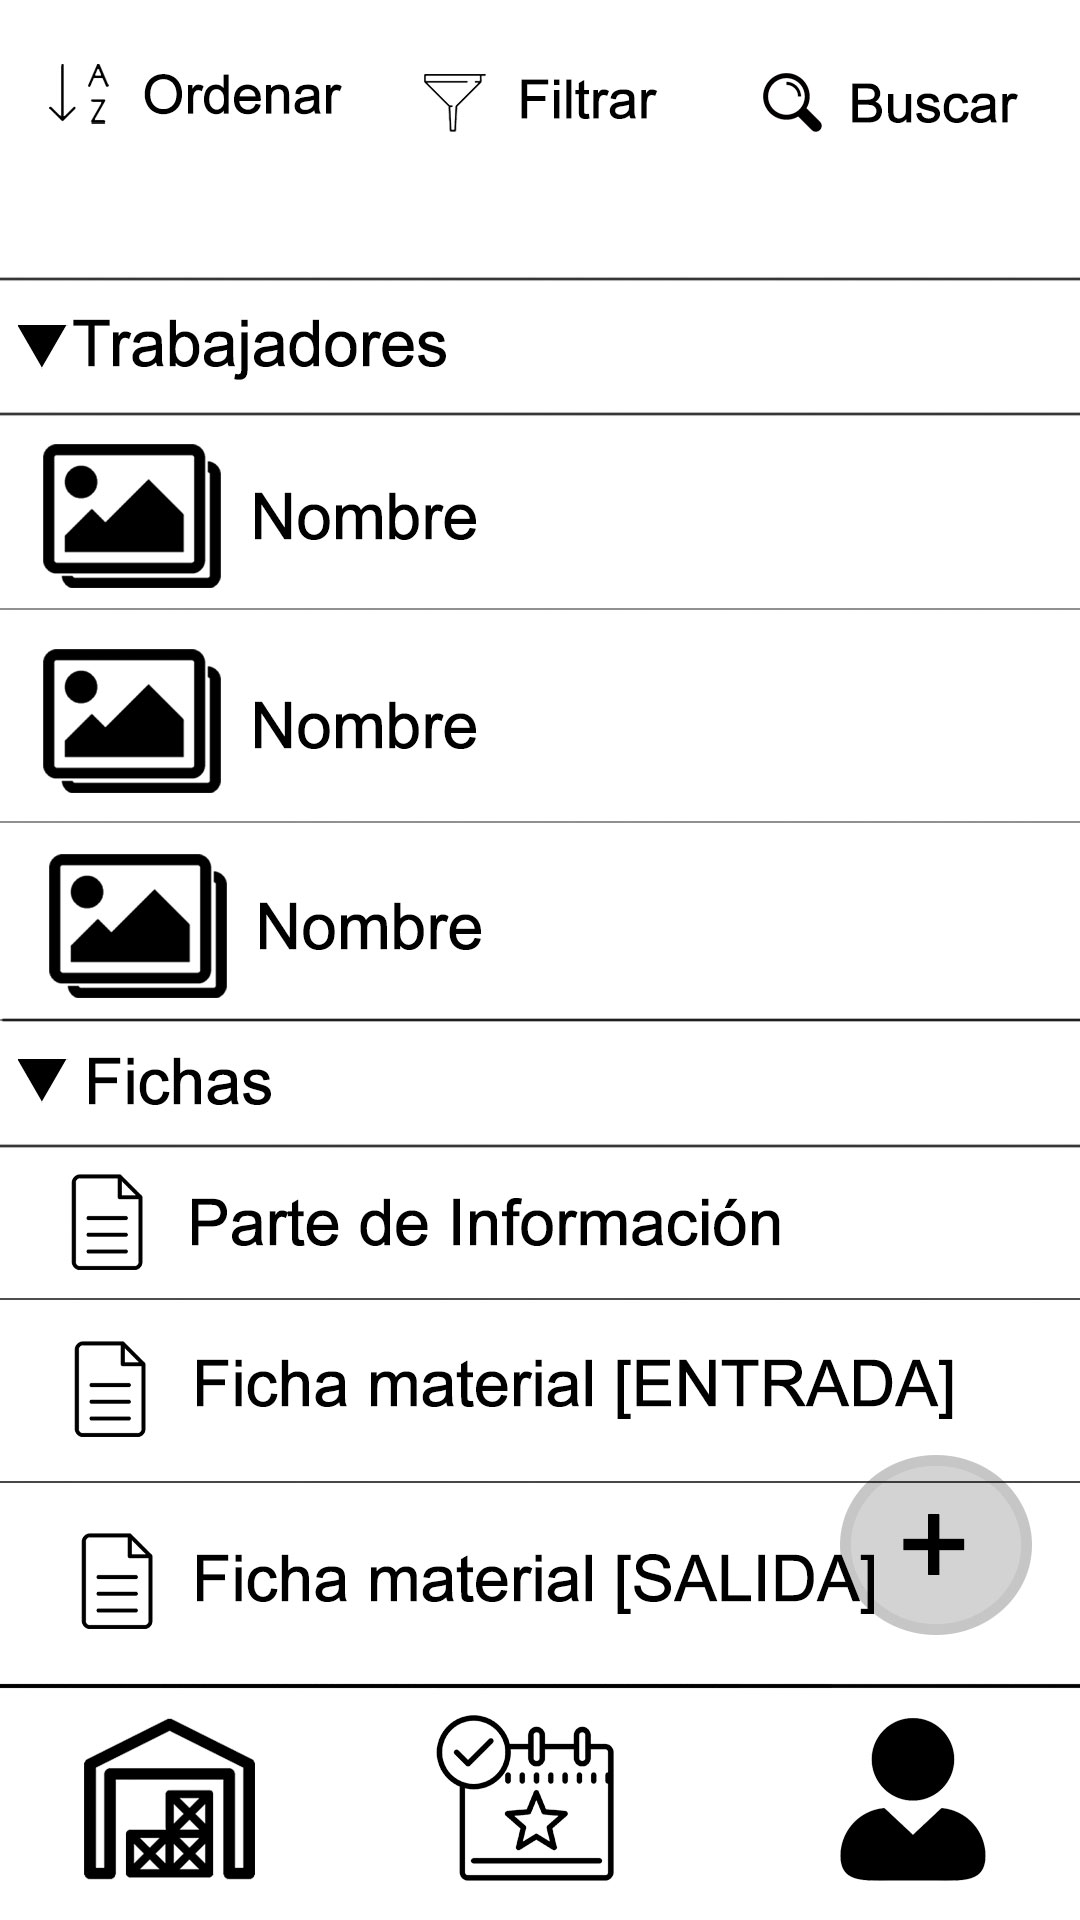 A
Z
Ordenar
Filtrar
Buscar
Trabajadores
Nombre
Nombre
Nombre
Fichas
Parte de Información
Ficha material [ENTRADA]
+
Ficha material [SALIDA]